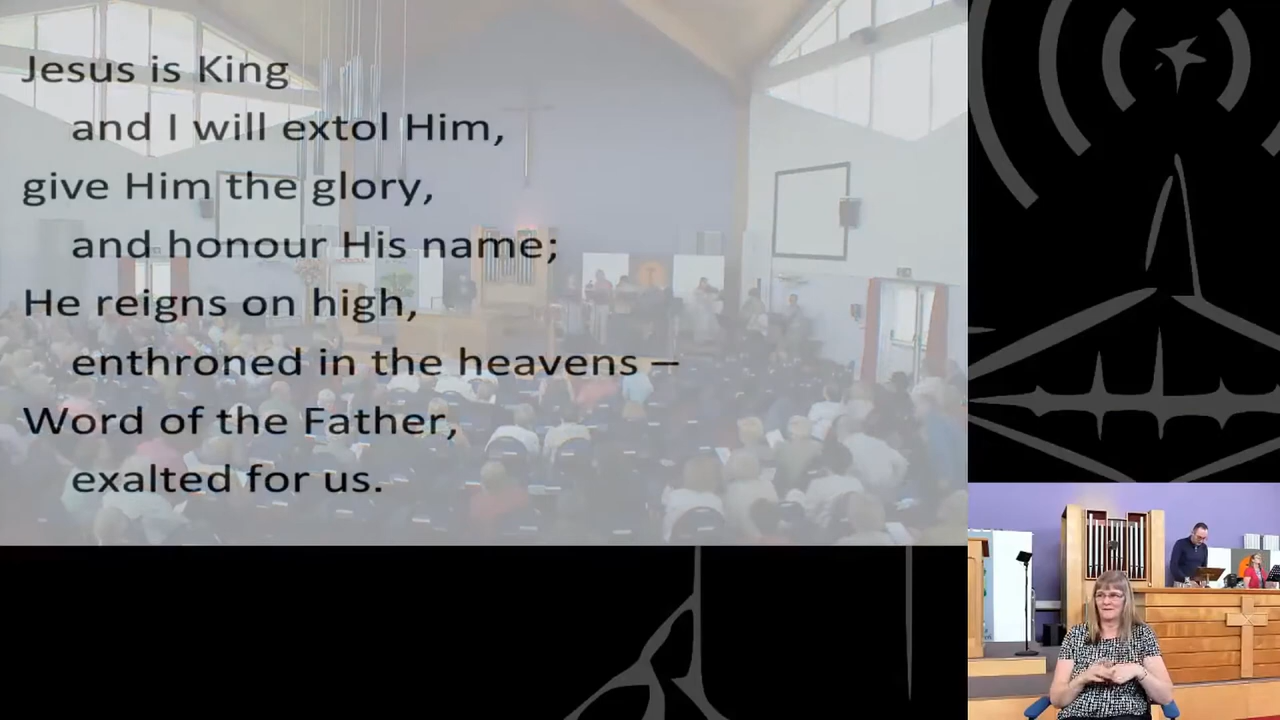 Jesus is King
and I will extol Him,
give Him the glory,
and honour His name;
He reigns on high,
enthroned in the heavens –
Word of the Father,
exalted for us.